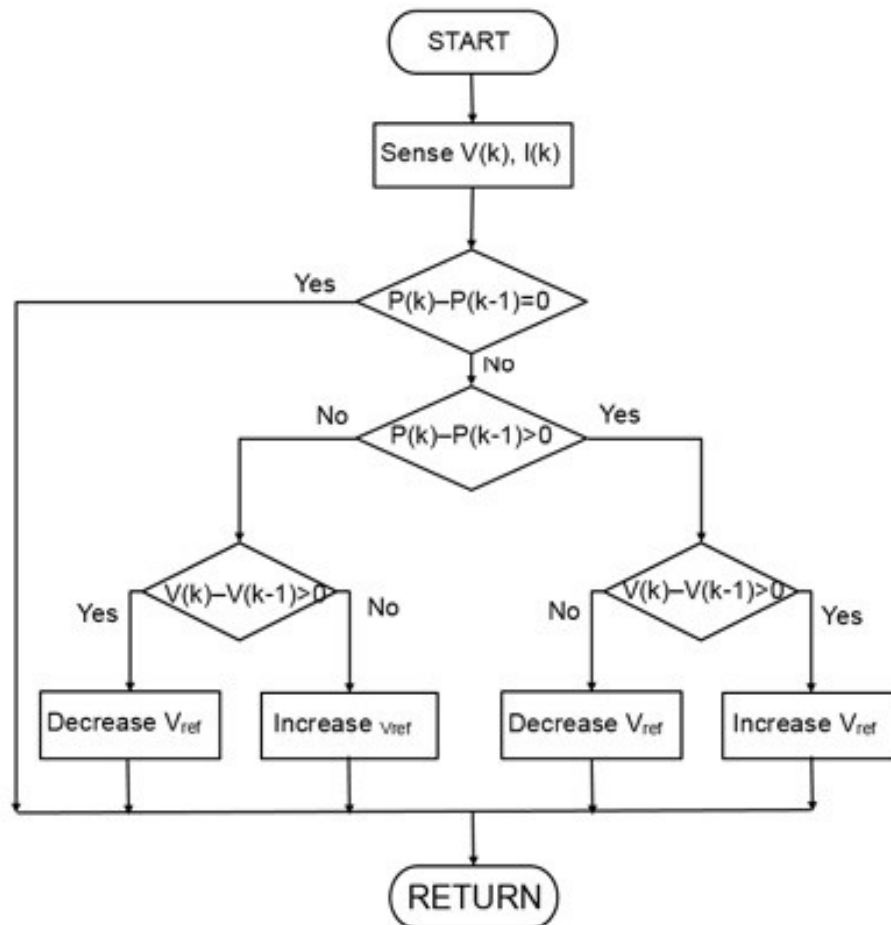 START
Sense V(k), I(k)
Yes
P(k)–P(k-1)=0
No
No
P(k)–P(k-1)>0
Yes
Yes
V(k)–V(k-1)>0
No
No
V(k)–V(k-1)>0
Yes
Decrease Vref
Increase Vref
Decrease Vref
Increase Vref
RETURN